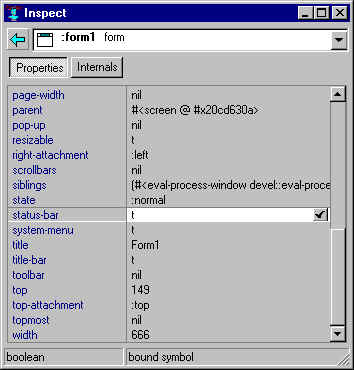 Inspect
:form1 form
Properties Internals
page-width nil
parent #<screen @ #x20cd630a>
pop-up nil
resizable t
right-attachment :left
scrollbars nil
siblings (#<eval-process-window devel::eval-proce
state :normal
status-bar t
system-menu t
title Form1
title-bar t
toolbar nil
top 149
top-attachment :top
topmost nil
width 666
boolean bound symbol